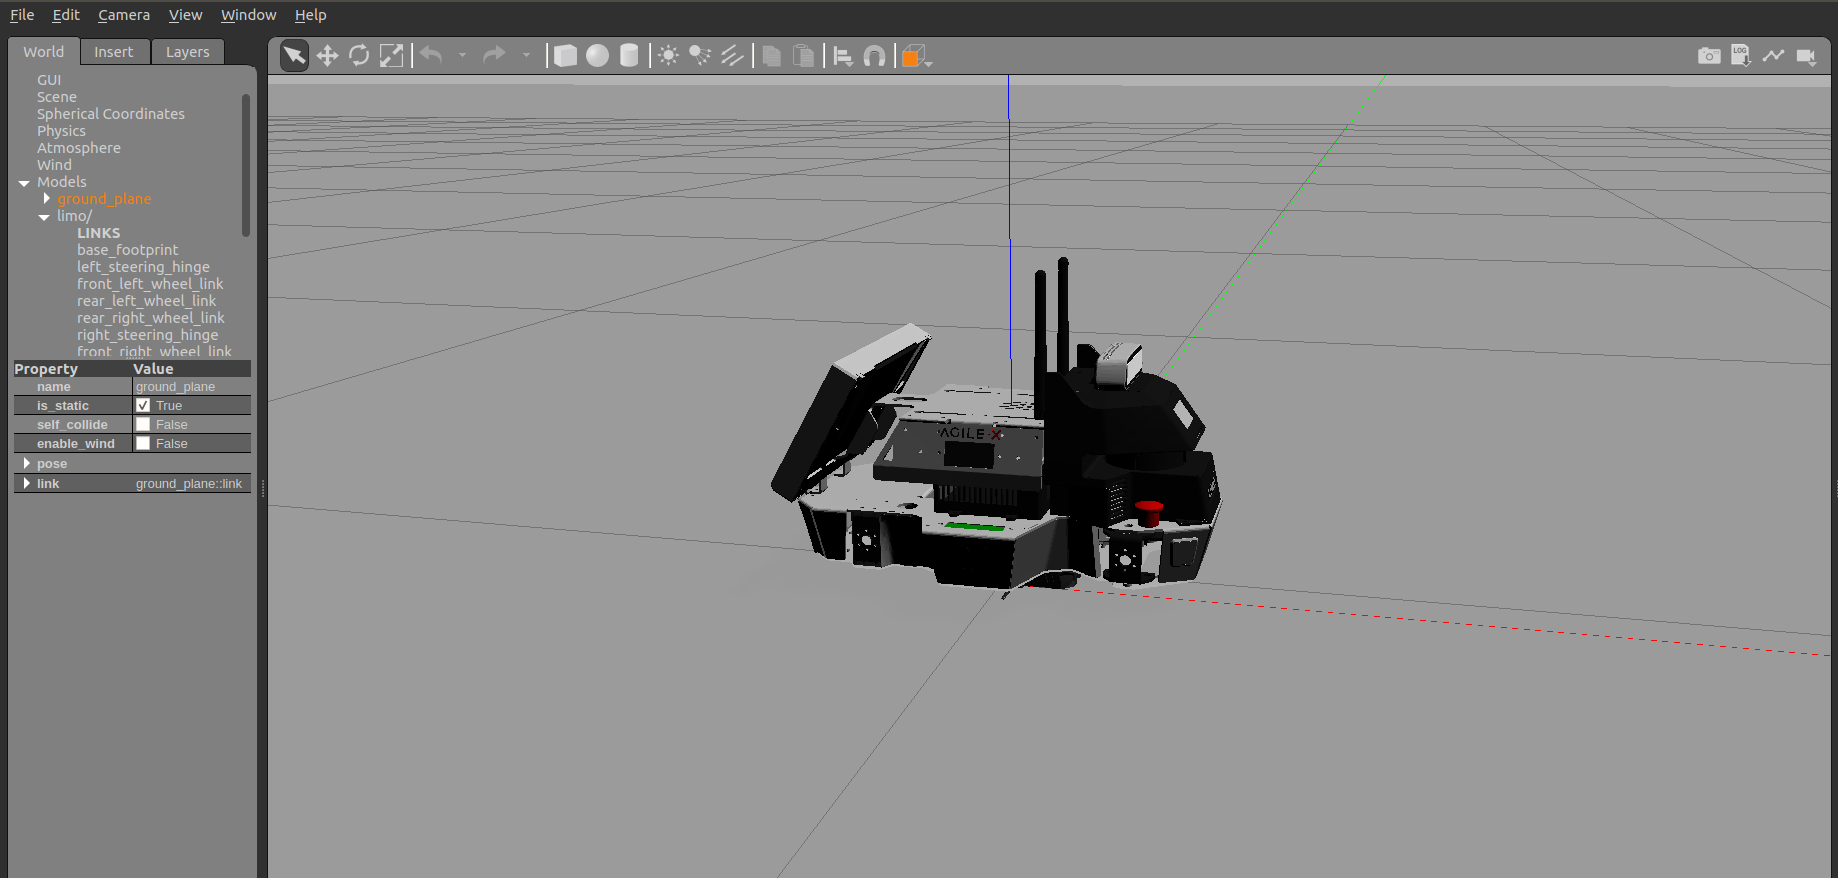 File Edit Camera View Window Help
World Insert Layers
LOG
GUI
Scene
Spherical Coordinates
Physics
Atmosphere
Wind
Models
ground_plane
limo/
LINKS
base_footprint
left_steering_hinge
front_left_wheel_link
rear_left_wheel_link
rear_right_wheel_link
right_steering_hinge
front_right_wheel_link
Property Value
name ground_plane
is_static True
self_collide False
enable_wind False
pose
link ground_plane::link
AGILE-X